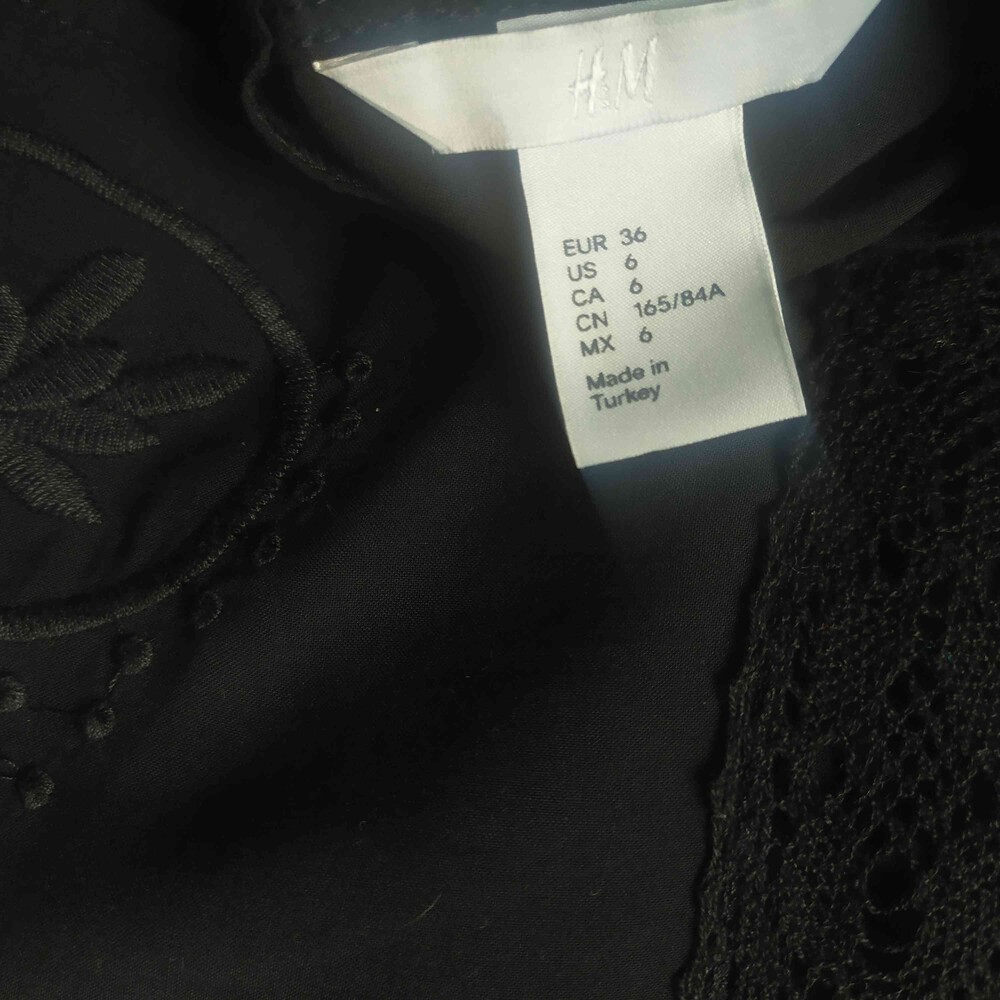 H&M
EUR 36
US 6
CA 6
CN 165/84A
MX 6
Made in
Turkey